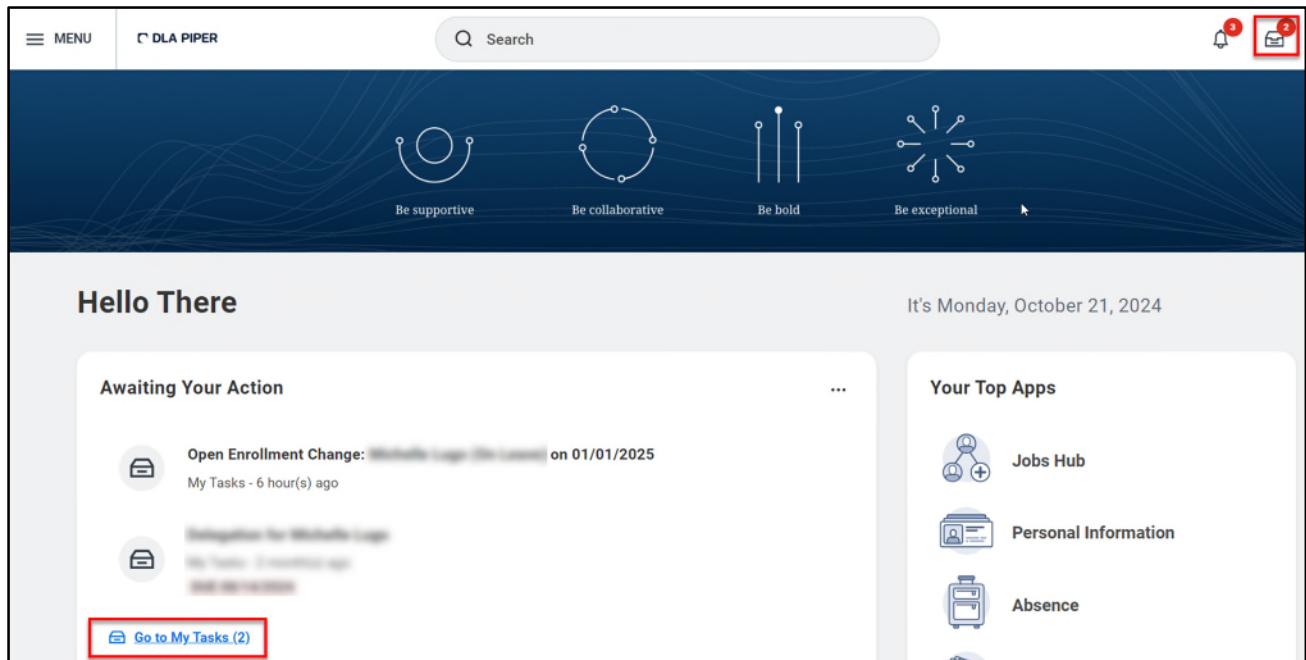 MENU
DLA PIPER
Search
3
2
Be supportive
Be collaborative
Be bold
Be exceptional
Hello There
It's Monday, October 21, 2024
Awaiting Your Action
...
Open Enrollment Change: on 01/01/2025
My Tasks - 6 hour(s) ago
Go to My Tasks (2)
Your Top Apps
Jobs Hub
Personal Information
Absence